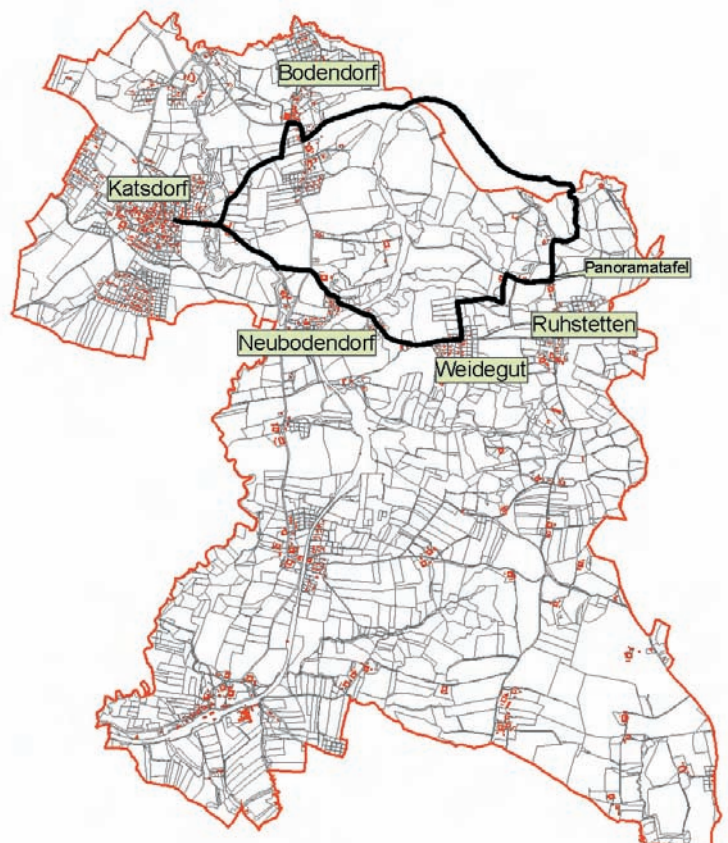 Bodendorf
Katsdorf
Panoramatafel
Ruhstetten
Neubodendorf
Weidegut